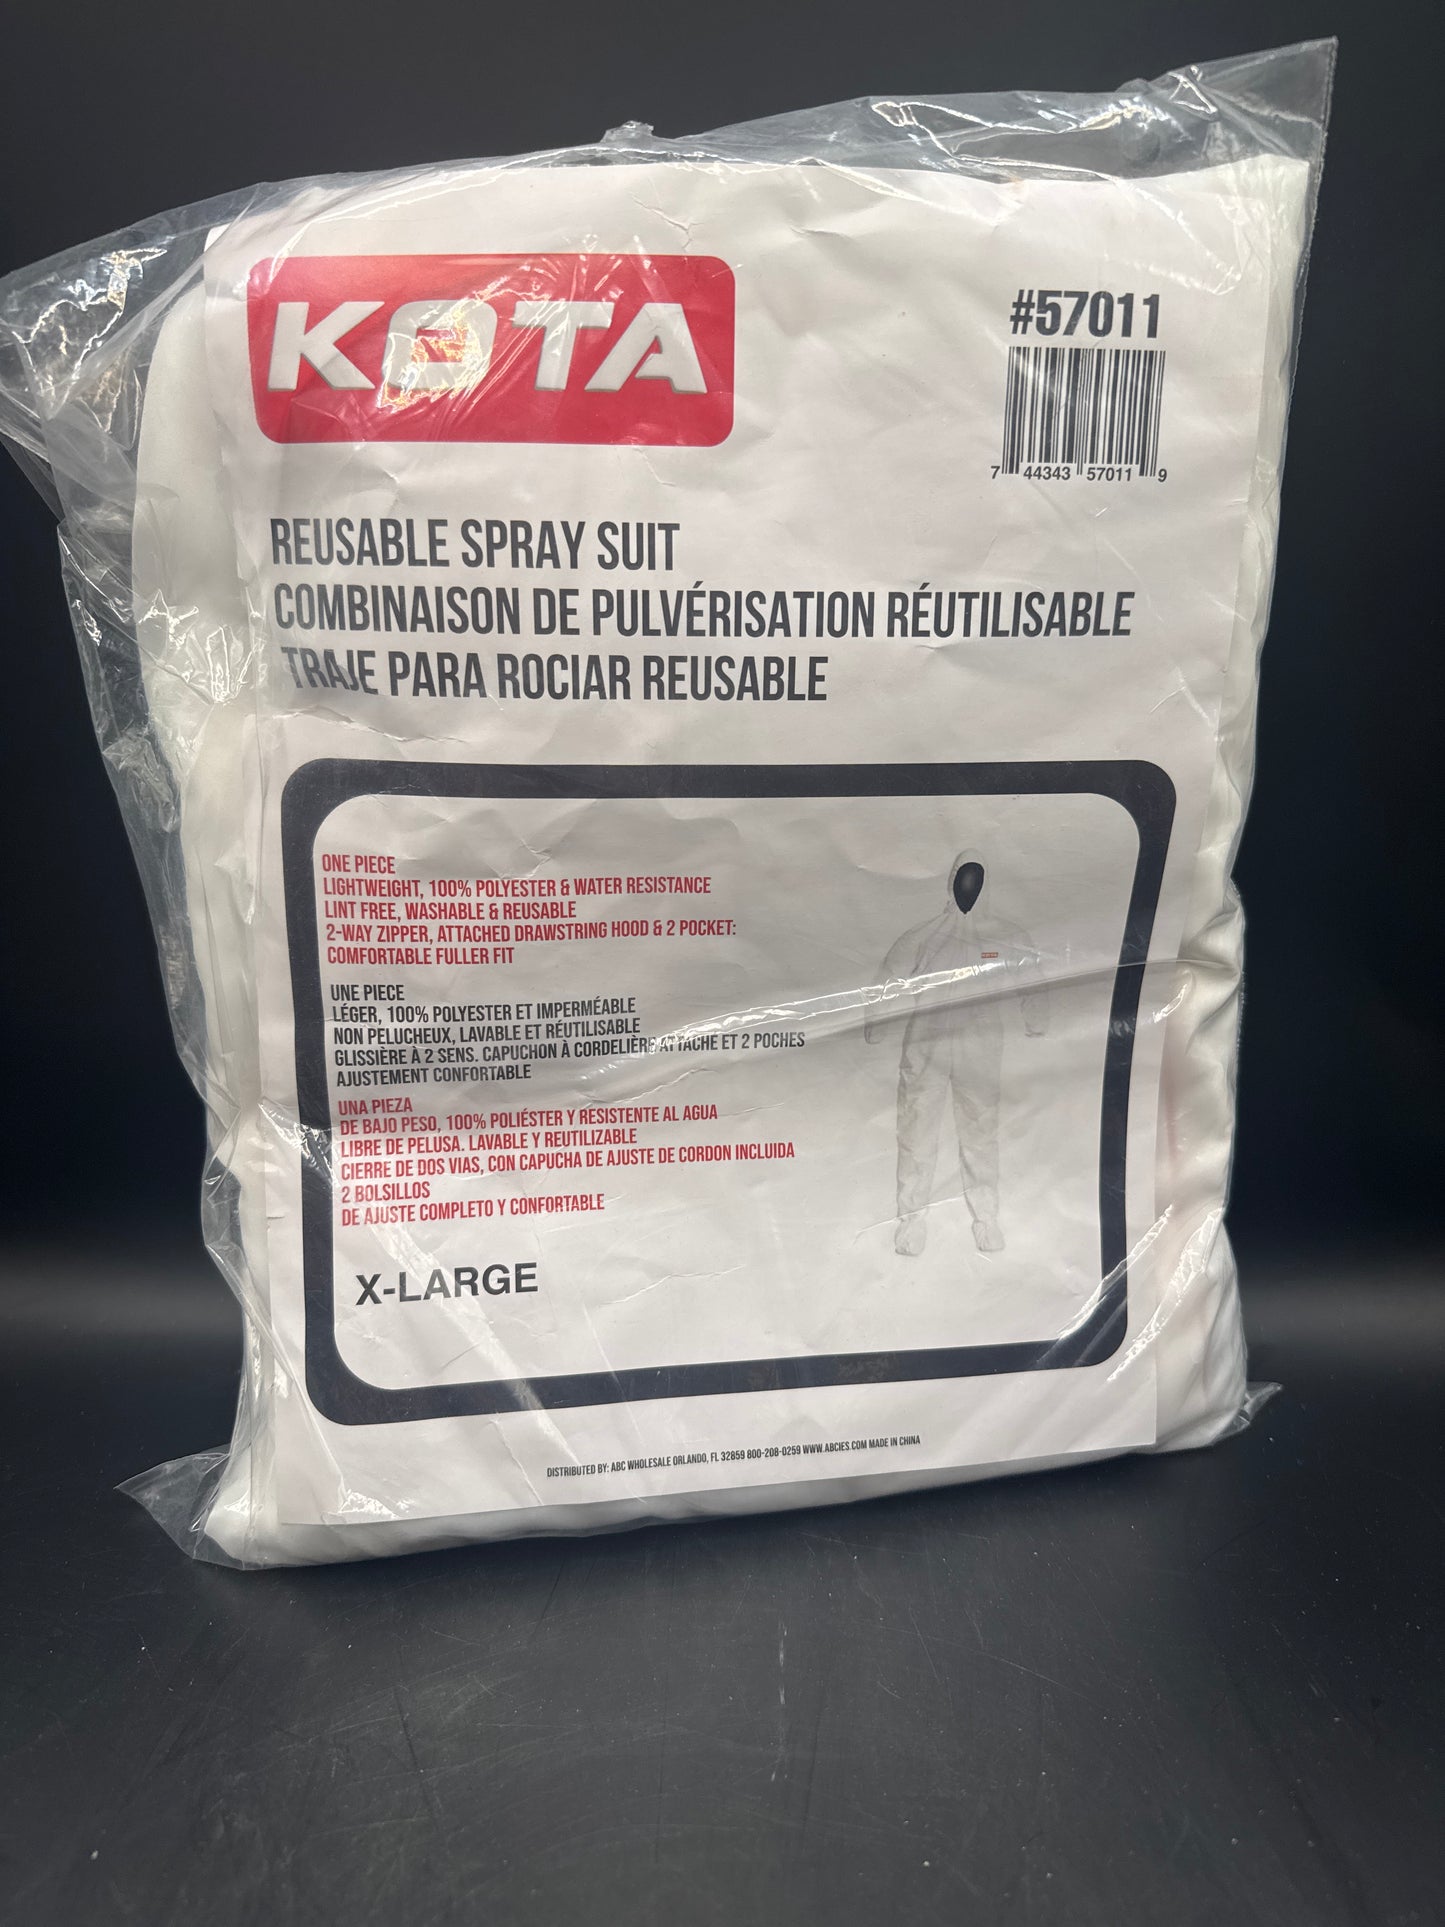 KOTA
#57011
7 44343 57011 9
REUSABLE SPRAY SUIT
COMBINAISON DE PULVÉRISATION RÉUTILISABLE
TRAJE PARA ROCIAR REUSABLE
ONE PIECE
LIGHTWEIGHT, 100% POLYESTER & WATER RESISTANCE
LINT FREE, WASHABLE & REUSABLE
2-WAY ZIPPER, ATTACHED DRAWSTRING HOOD & 2 POCKET:
COMFORTABLE FULLER FIT
UNE PIECE
LÉGER, 100% POLYESTER ET IMPERMÉABLE
NON PELUCHEUX, LAVABLE ET RÉUTILISABLE
GLISSIÈRE À 2 SENS. CAPUCHON À CORDELIÈRE ATTACHÉ ET 2 POCHES
AJUSTEMENT CONFORTABLE
UNA PIEZA
DE BAJO PESO, 100% POLIÉSTER Y RESISTENTE AL AGUA
LIBRE DE PELUSA. LAVABLE Y REUTILIZABLE
CIERRE DE DOS VIAS, CON CAPUCHA DE AJUSTE DE CORDON INCLUIDA
2 BOLSILLOS
DE AJUSTE COMPLETO Y CONFORTABLE
KOTA
X-LARGE
DISTRIBUTED BY: ABC WHOLESALE ORLANDO, FL 32859 800-208-0259 WWW.ABCIES.COM MADE IN CHINA